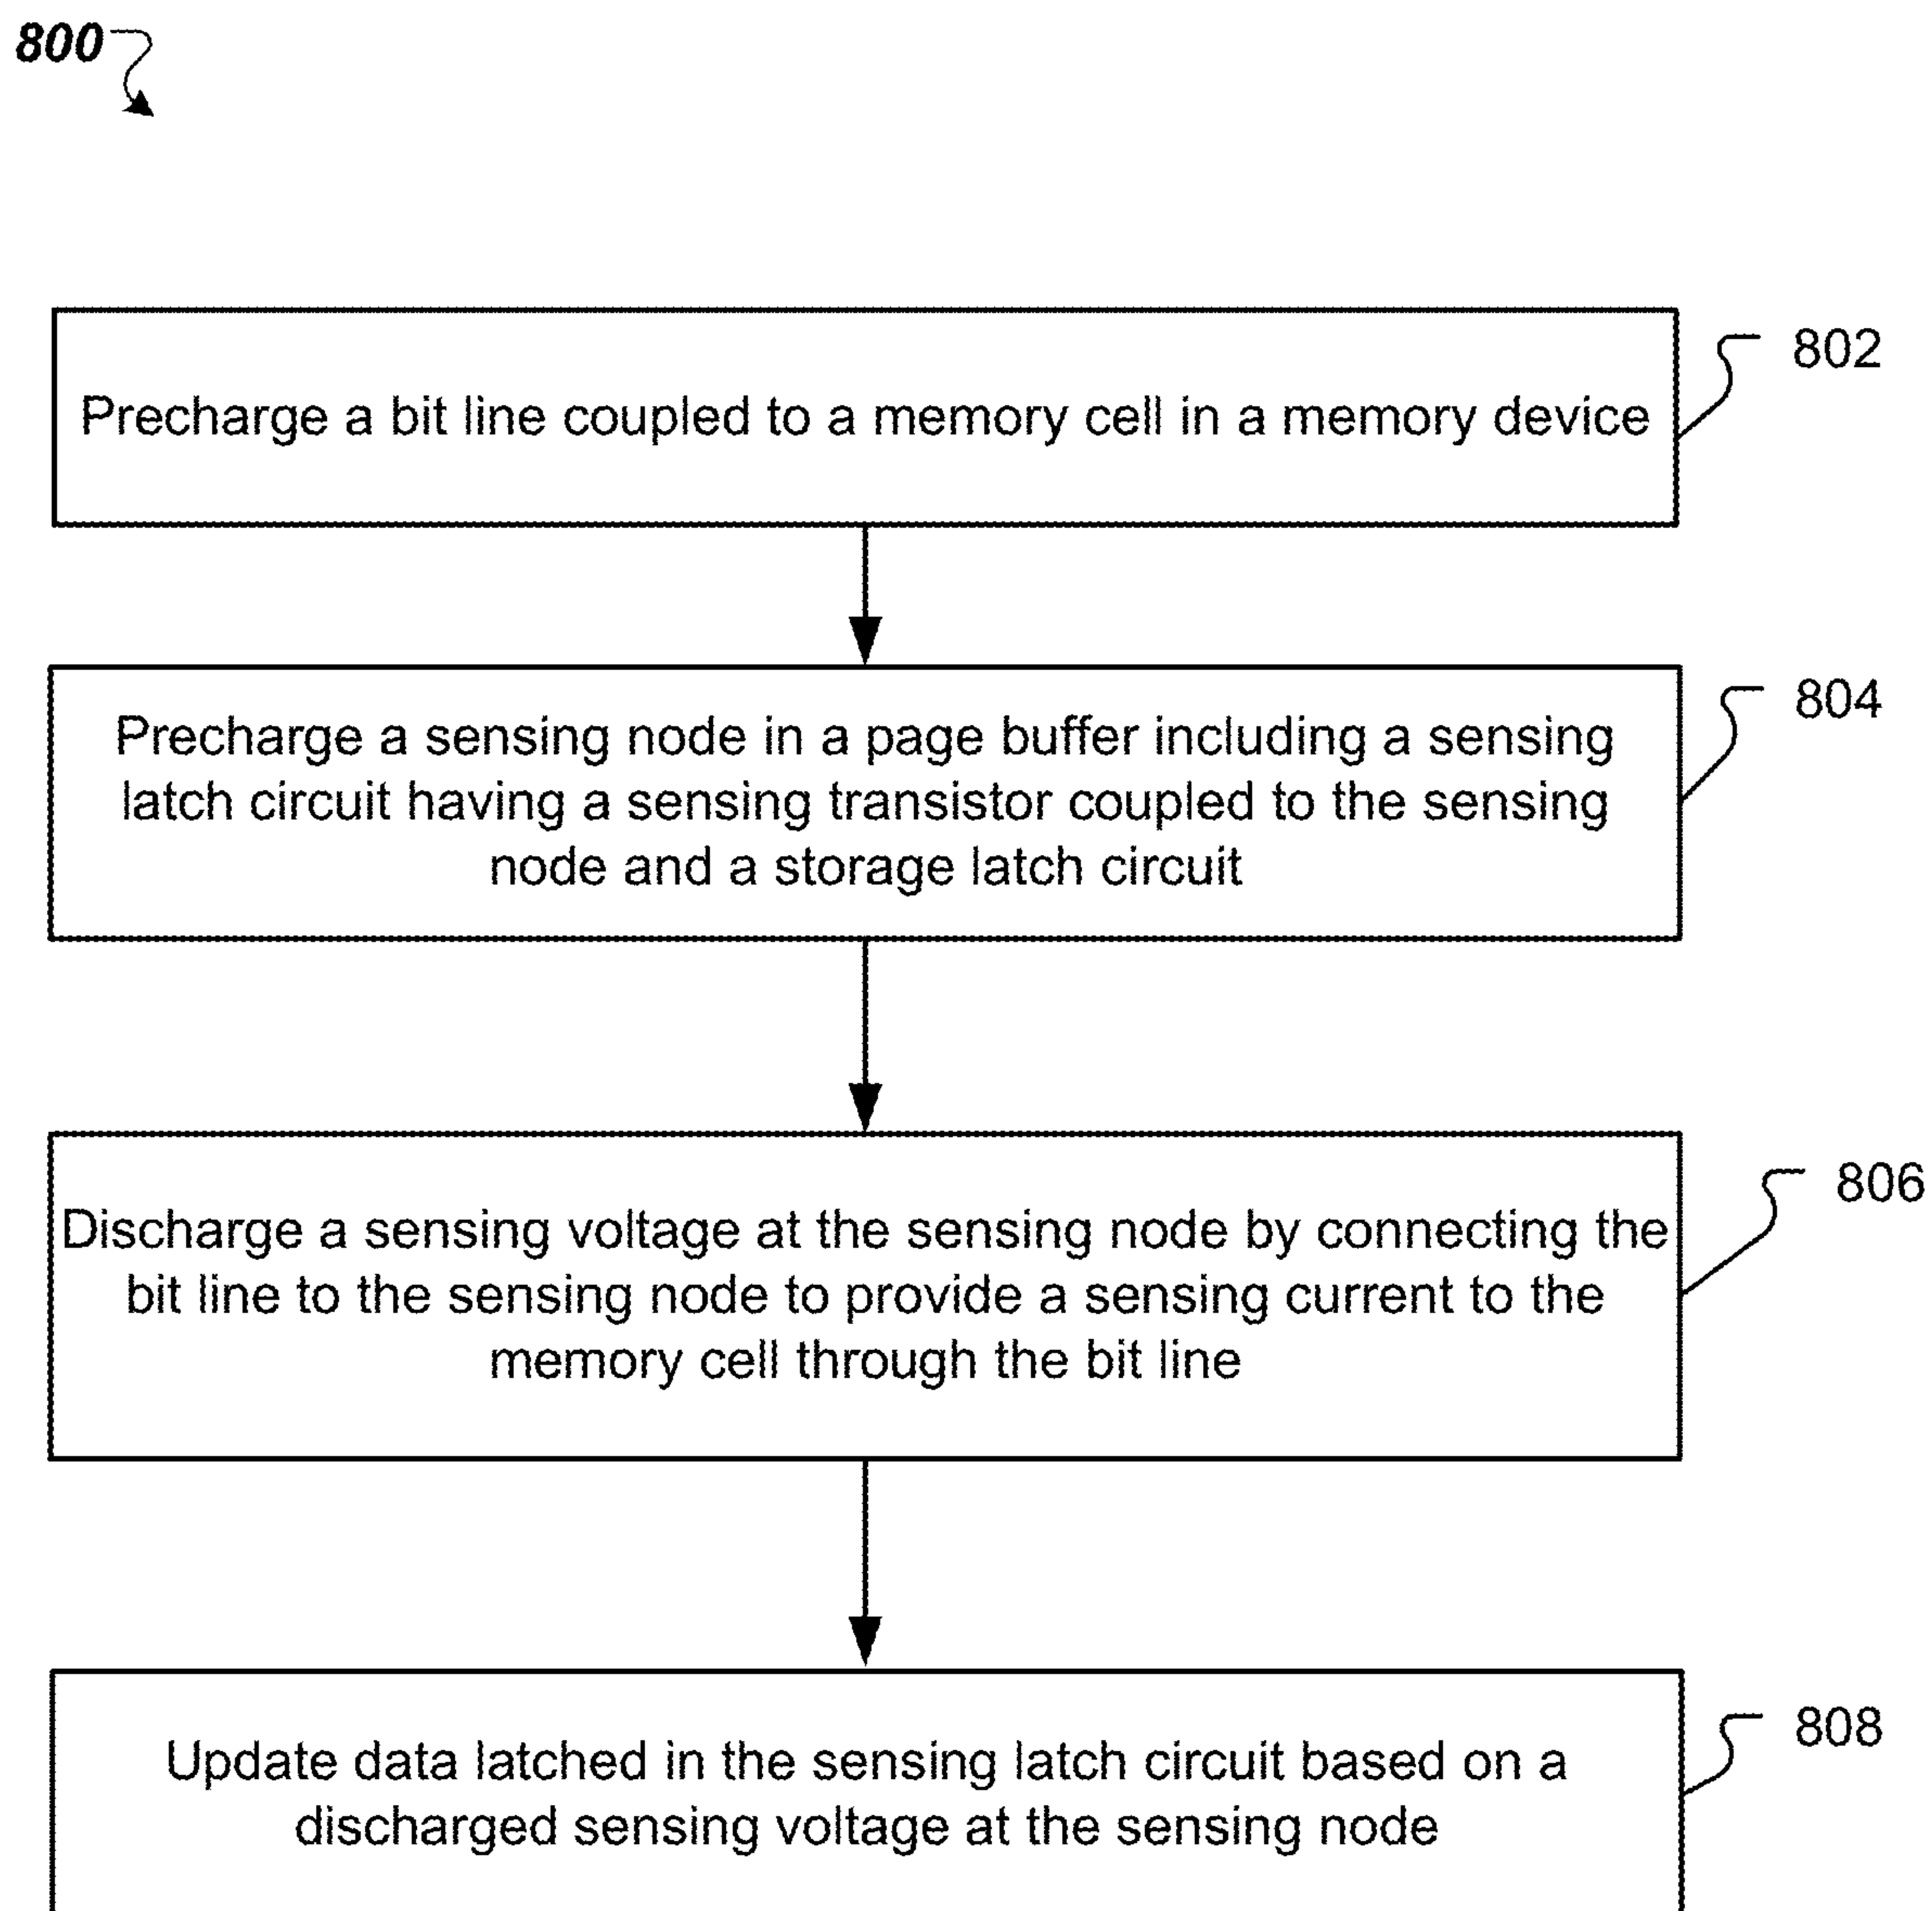 800
Precharge a bit line coupled to a memory cell in a memory device
802
Precharge a sensing node in a page buffer including a sensing
latch circuit having a sensing transistor coupled to the sensing
node and a storage latch circuit
804
Discharge a sensing voltage at the sensing node by connecting the
bit line to the sensing node to provide a sensing current to the
memory cell through the bit line
806
Update data latched in the sensing latch circuit based on a
discharged sensing voltage at the sensing node
808